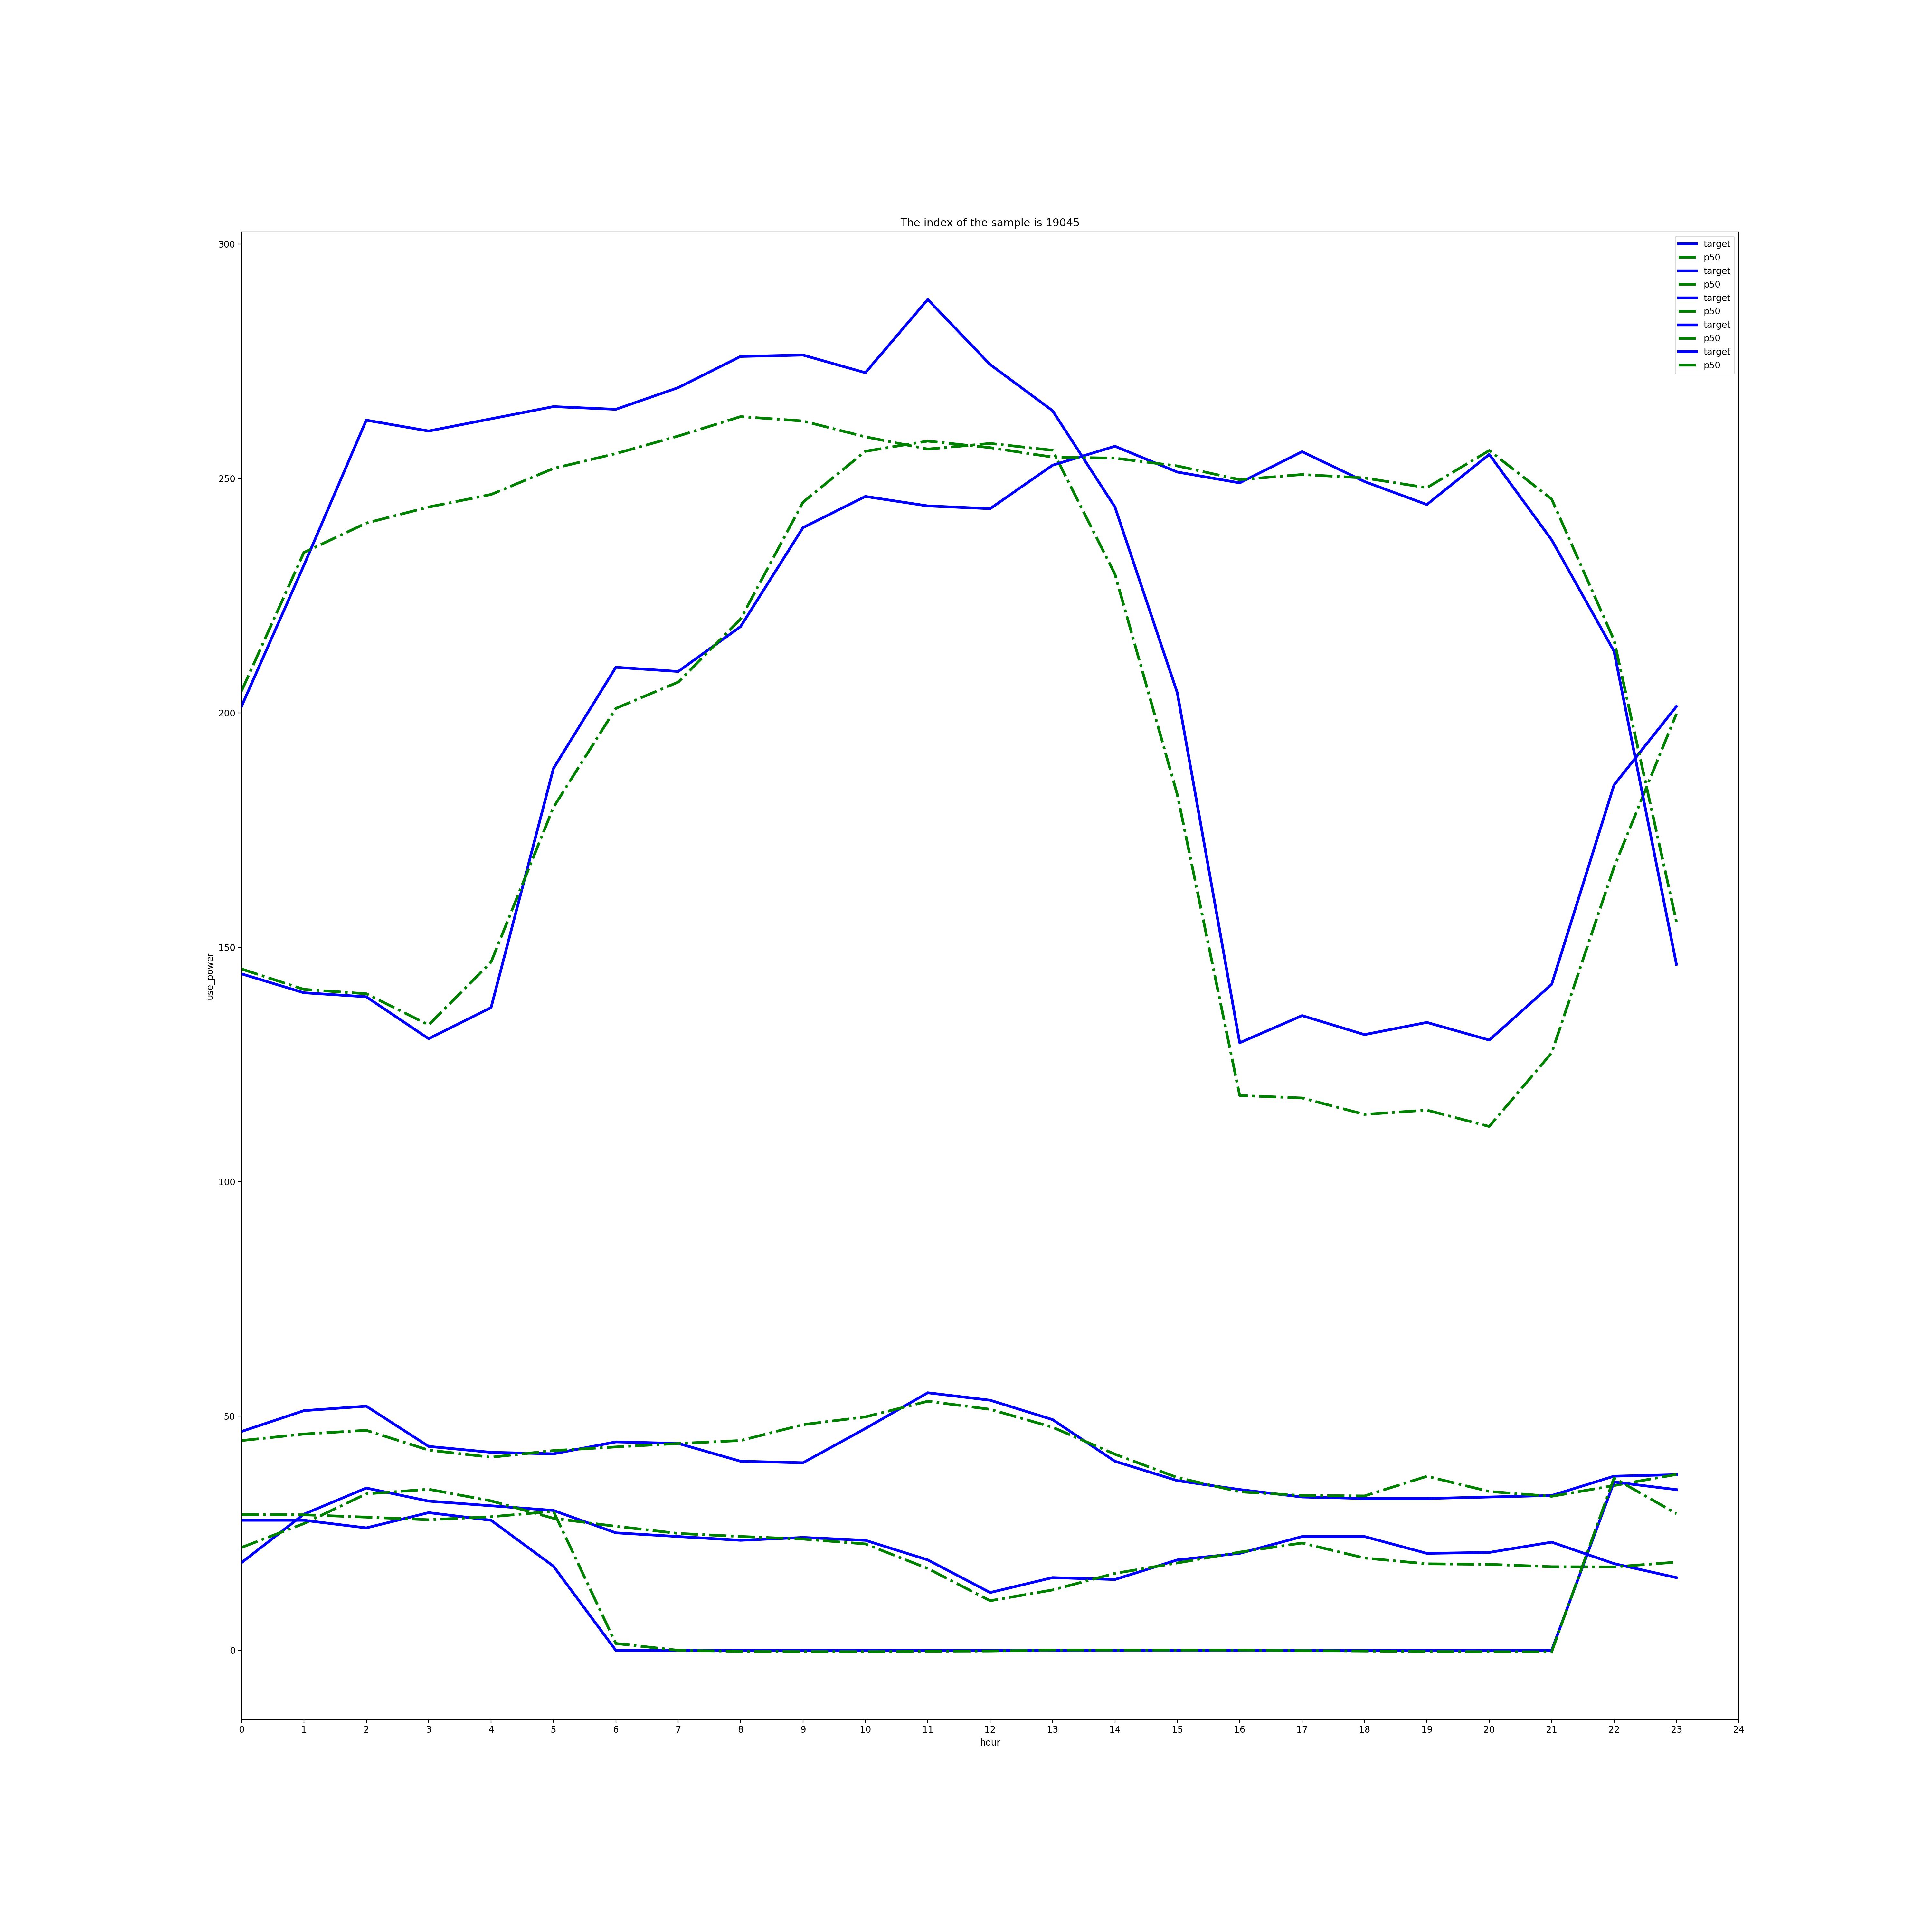 The index of the sample is 19045
target
p50
target
p50
target
p50
target
p50
target
p50
300
250
200
150
100
50
0
use_power
0 1 2 3 4 5 6 7 8 9 10 11 12 13 14 15 16 17 18 19 20 21 22 23 24
hour